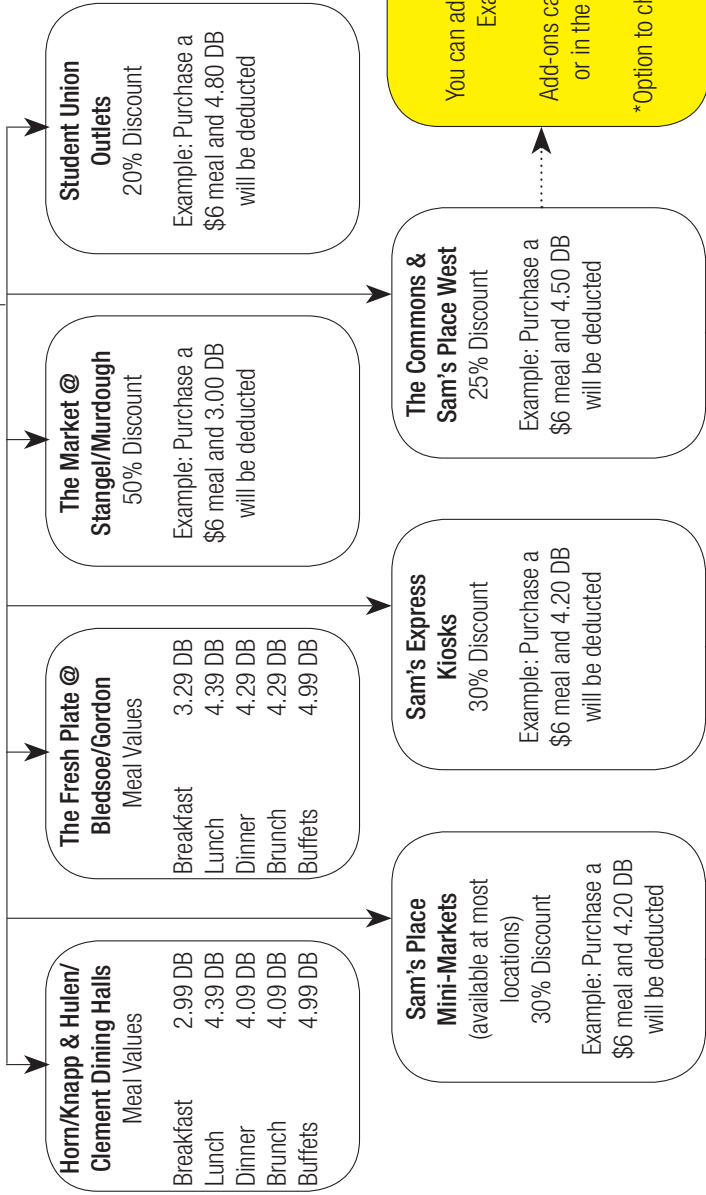 Horn/Knapp & Hulen/
Clement Dining Halls
Meal Values
Breakfast 2.99 DB
Lunch 4.39 DB
Dinner 4.09 DB
Brunch 4.09 DB
Buffets 4.99 DB
The Fresh Plate @
Bledsoe/Gordon
Meal Values
Breakfast 3.29 DB
Lunch 4.39 DB
Dinner 4.29 DB
Brunch 4.29 DB
Buffets 4.99 DB
The Market @
Stangel/Murdough
50% Discount
Example: Purchase a
$6 meal and 3.00 DB
will be deducted
Student Union
Outlets
20% Discount
Example: Purchase a
$6 meal and 4.80 DB
will be deducted
Sam's Place
Mini-Markets
(available at most
locations)
30% Discount
Example: Purchase a
$6 meal and 4.20 DB
will be deducted
Sam's Express
Kiosks
30% Discount
Example: Purchase a
$6 meal and 4.20 DB
will be deducted
The Commons &
Sam's Place West
25% Discount
Example: Purchase a
$6 meal and 4.50 DB
will be deducted
You can ad
Exa
Add-ons ca
or in the
*Option to ch